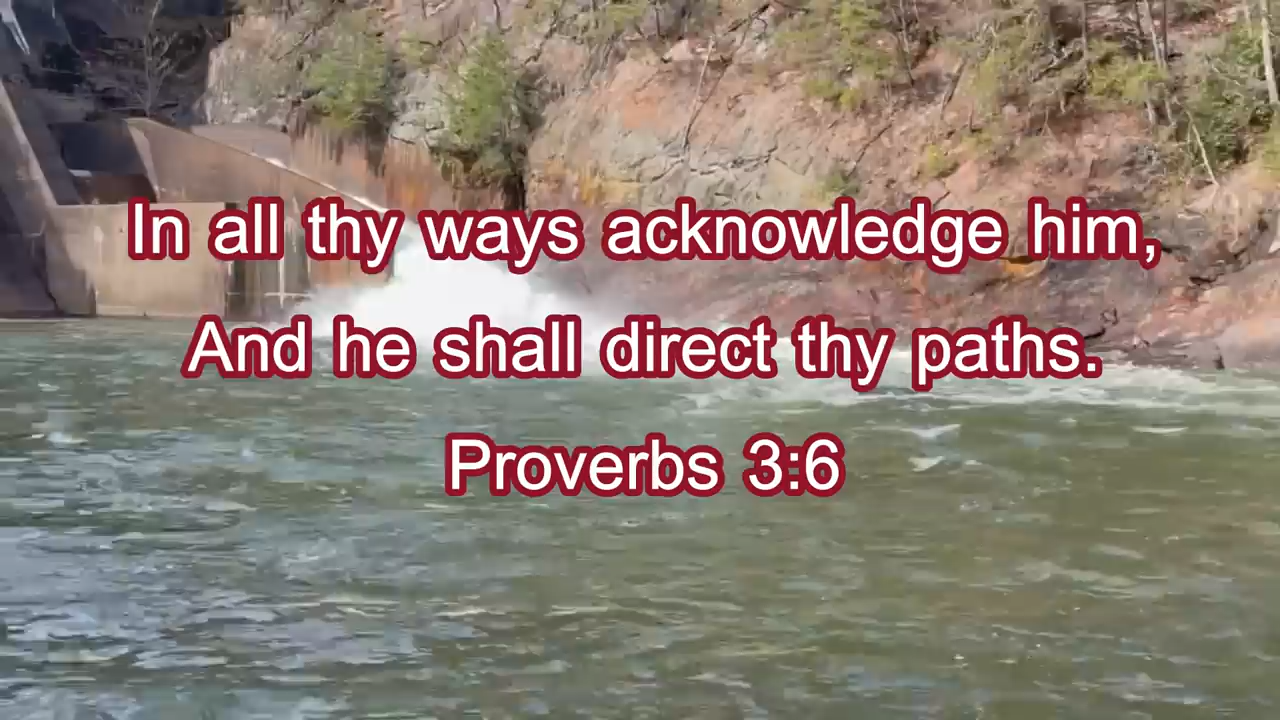 In all thy ways acknowledge him,
And he shall direct thy paths.
Proverbs 3:6